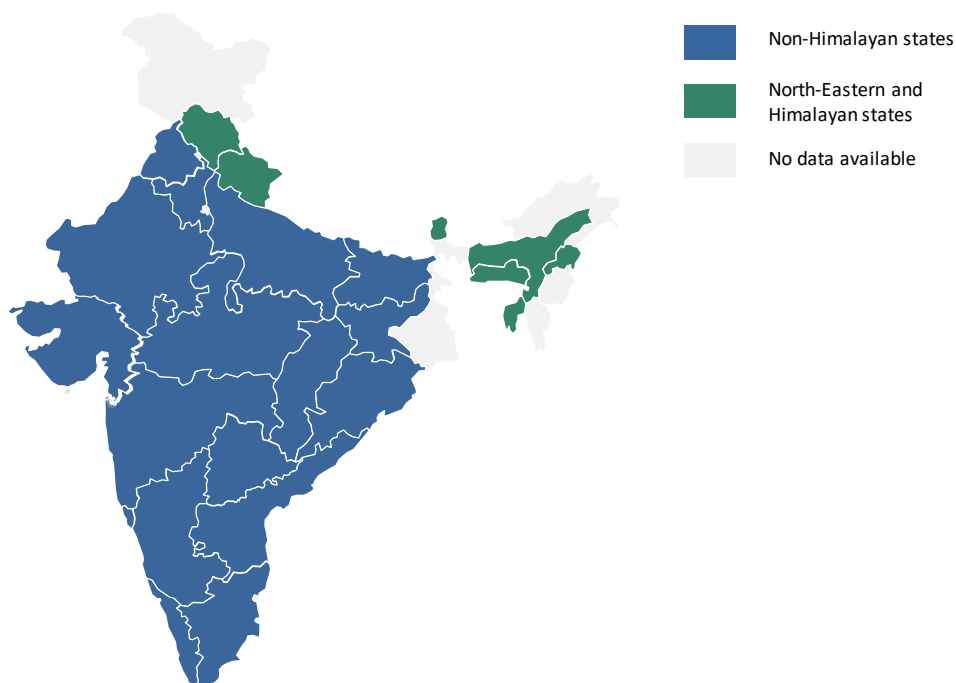 Non-Himalayan states
North-Eastern and
Himalayan states
No data available